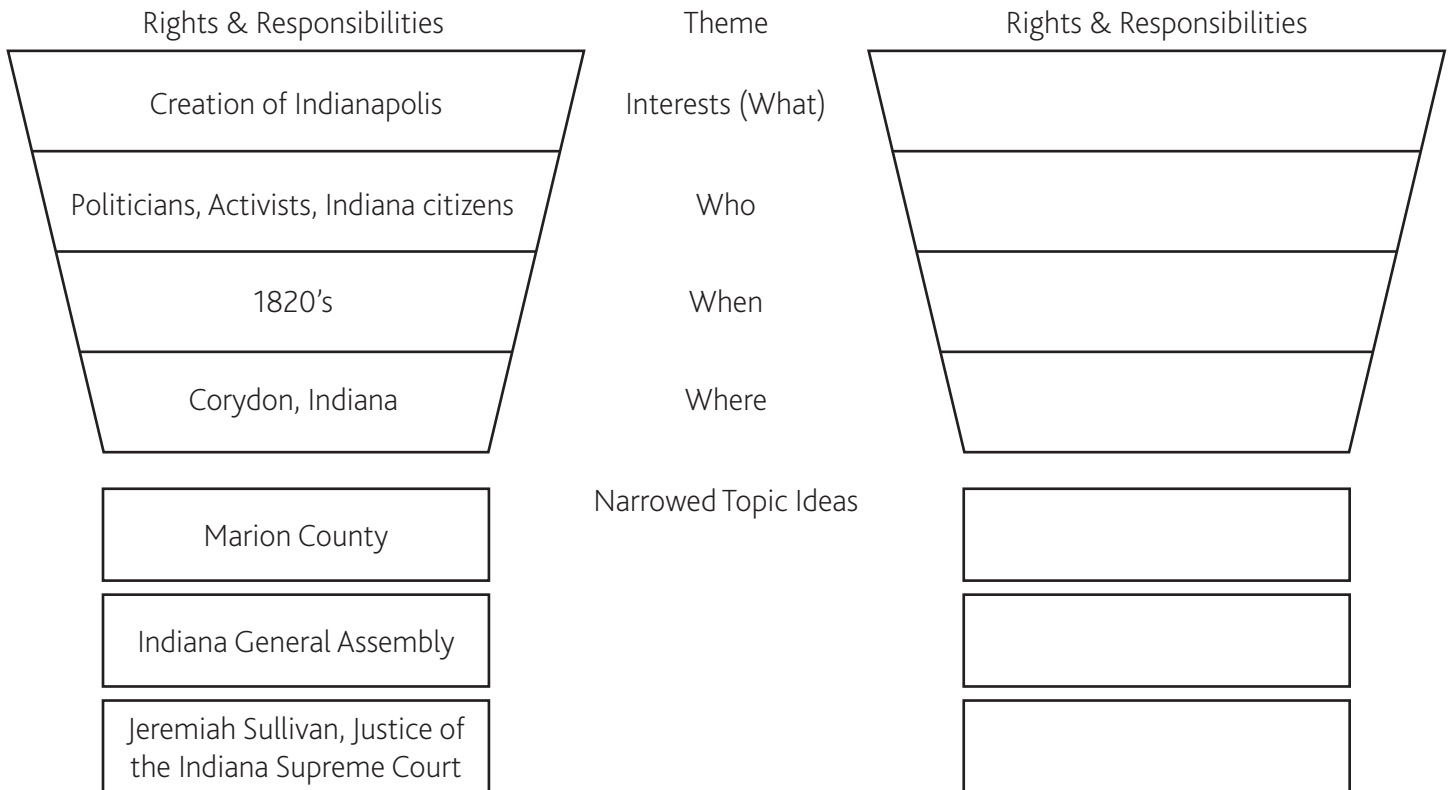 Rights & Responsibilities Theme Rights & Responsibilities
Creation of Indianapolis Interests (What)
Politicians, Activists, Indiana citizens Who
1820’s When
Corydon, Indiana Where
Narrowed Topic Ideas
Marion County
Indiana General Assembly
Jeremiah Sullivan, Justice of
the Indiana Supreme Court